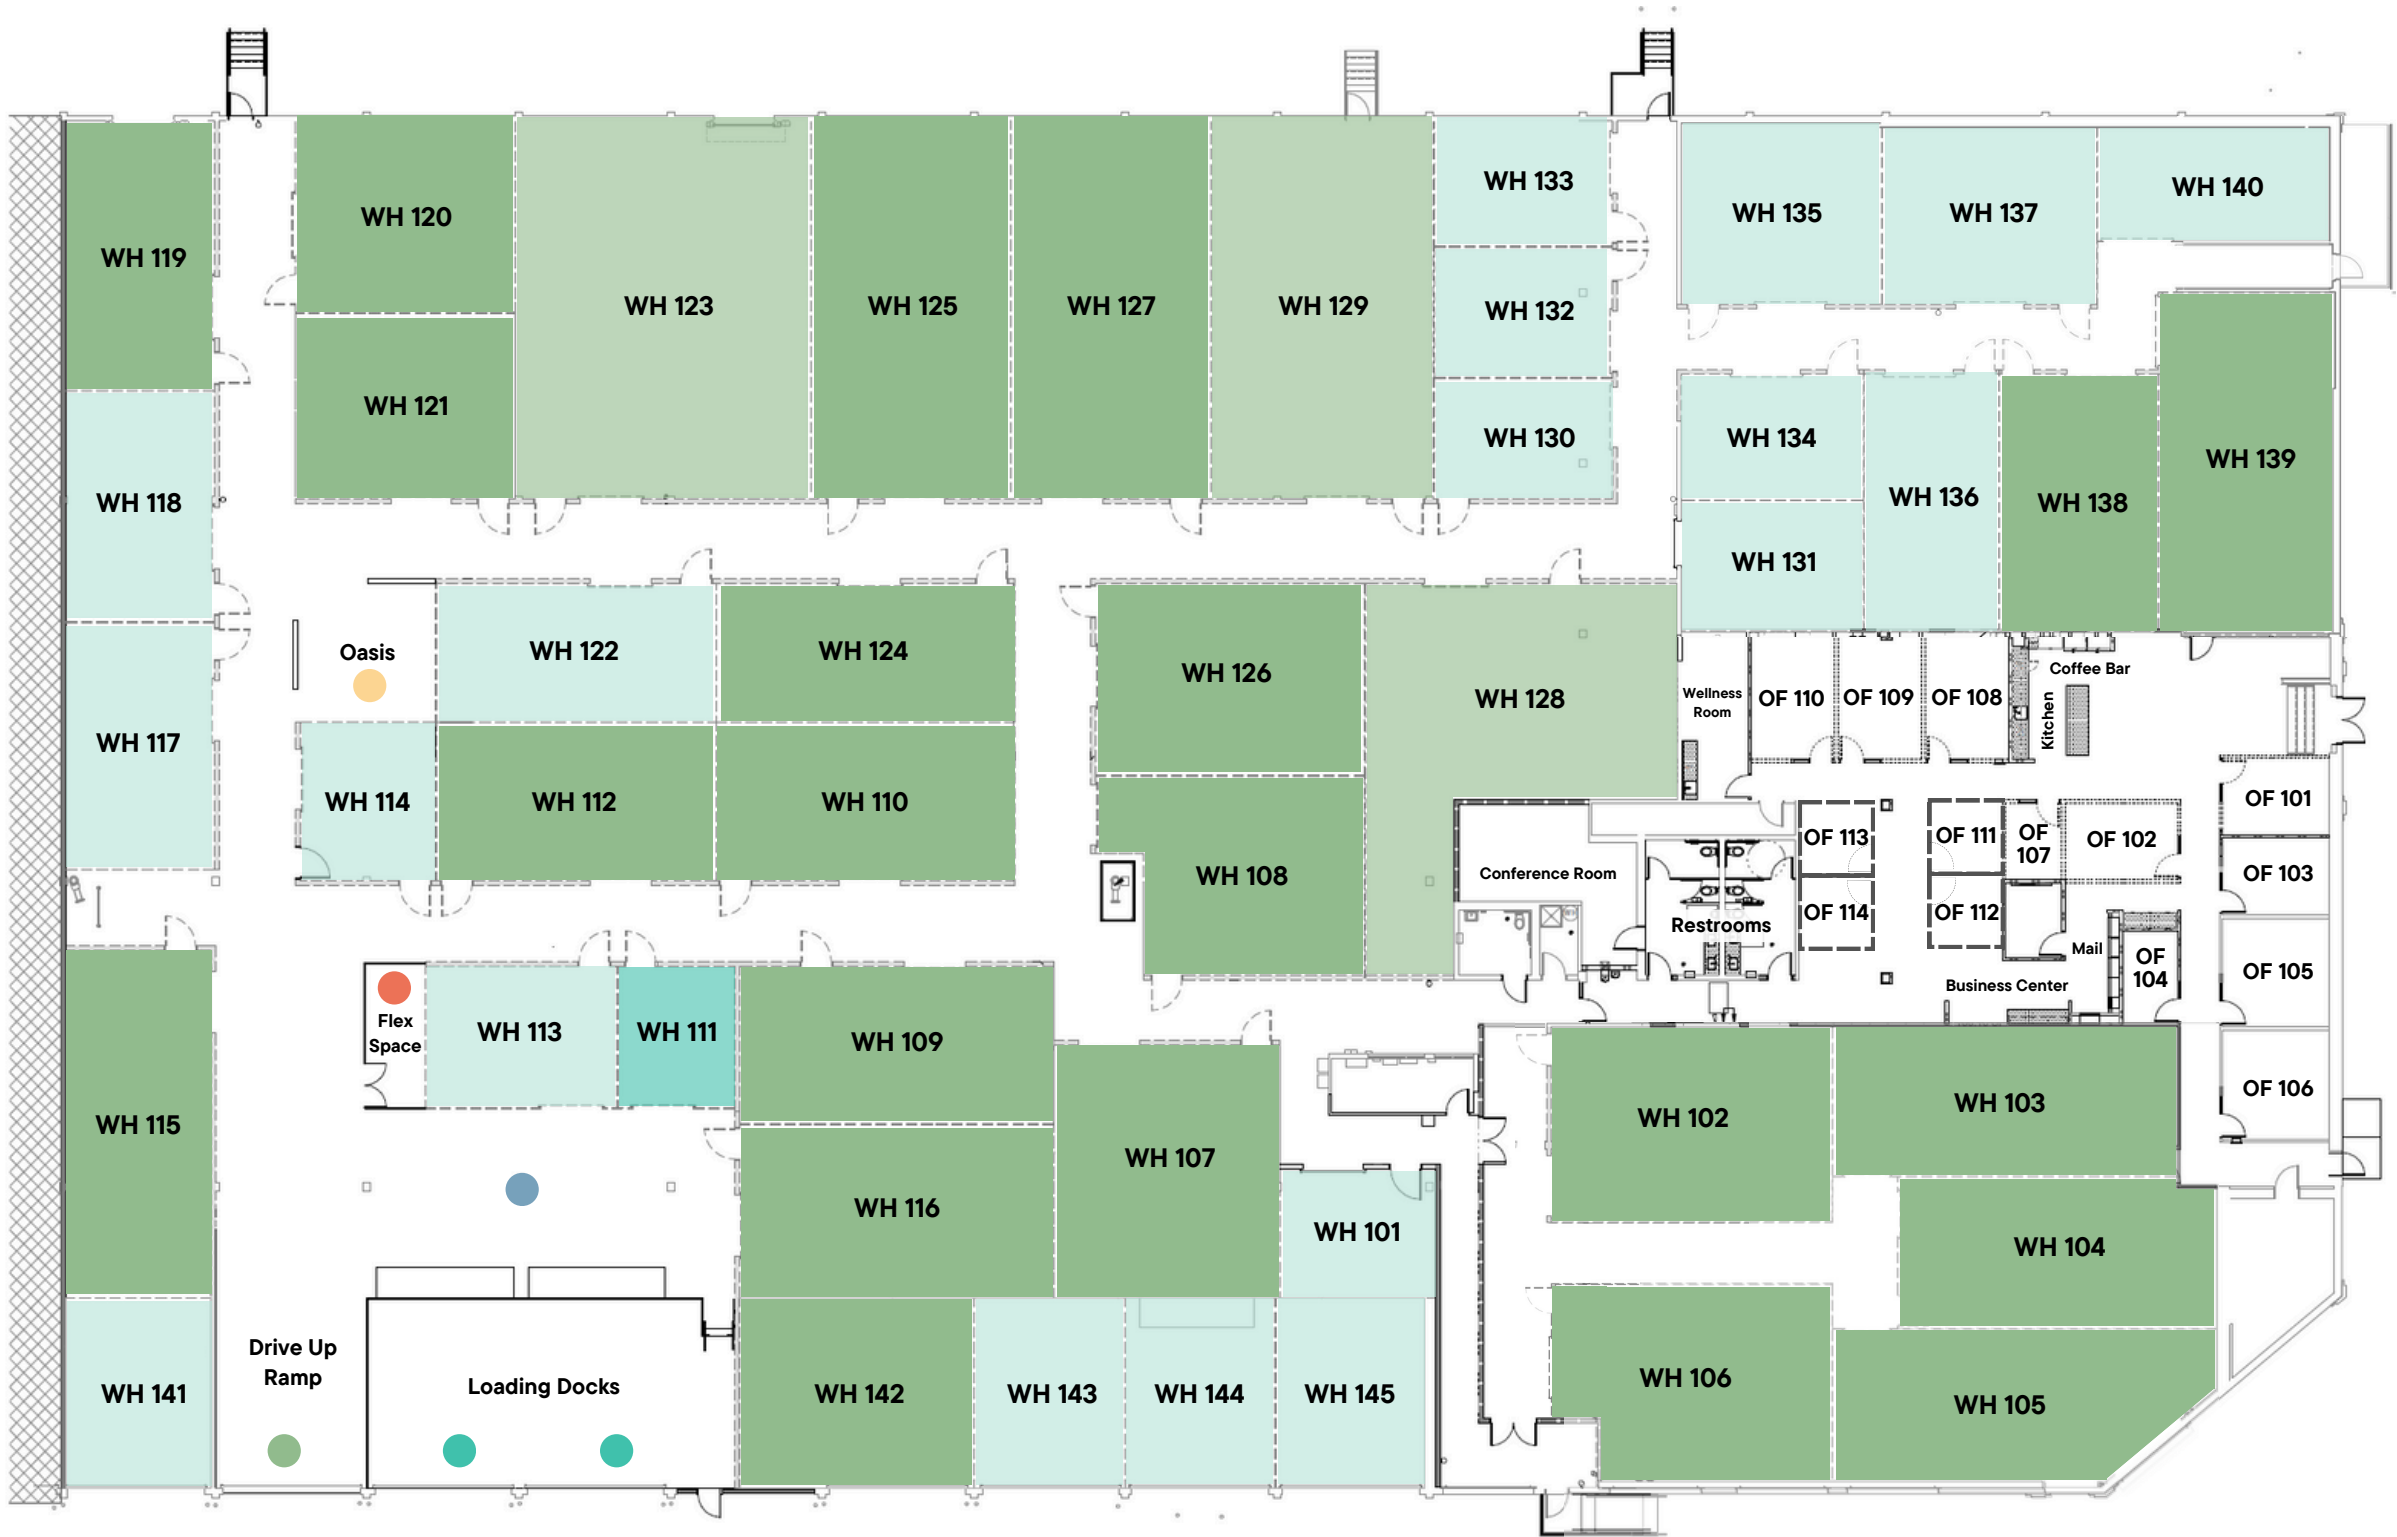 WH 119
WH 120
WH 121
WH 123
WH 125
WH 127
WH 129
WH 133
WH 132
WH 130
WH 135
WH 137
WH 140
WH 134
WH 131
WH 136
WH 138
WH 139
WH 118
WH 117
Oasis
WH 122
WH 124
WH 114
WH 112
WH 110
WH 126
WH 128
WH 108
Wellness
Room
OF 110
OF 109
OF 108
Kitchen
Coffee Bar
OF 101
OF 113
OF 111
OF
107
OF 102
OF 103
Conference Room
Restrooms
OF 114
OF 112
Mail
OF
104
OF 105
Business Center
OF 106
WH 115
Flex
Space
WH 113
WH 111
WH 109
WH 107
WH 116
WH 101
WH 102
WH 103
WH 104
WH 106
WH 105
WH 141
Drive Up
Ramp
Loading Docks
WH 142
WH 143
WH 144
WH 145